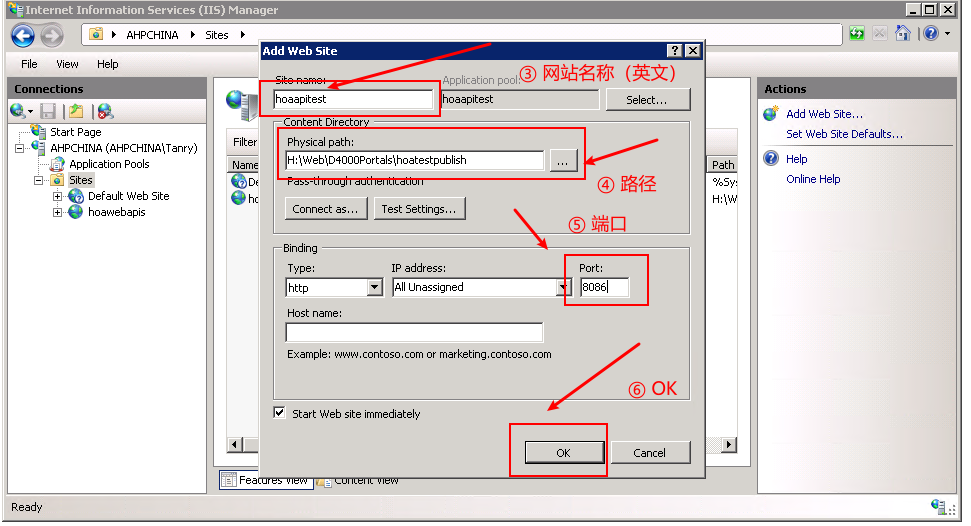 Internet Information Services (IIS) Manager
AHPCHINA
Sites
File View Help
Connections
Start Page
AHPCHINA (AHPCHINA\Tanry)
Application Pools
Sites
Default Web Site
hoawebapis
Filter
Name
Path
%Sys
H:\W
Add Web Site
Site name:
Application pool:
③ 网站名称（英文）
hoaapitest
hoaapitest
Select...
Content Directory
Physical path:
H:\Web\D4000Portals\hoatestpublish
...
④ 路径
Pass-through authentication
Connect as...
Test Settings...
⑤ 端口
Binding
Type:
IP address:
Port:
http
All Unassigned
8086
Host name:
Example: www.contoso.com or marketing.contoso.com
⑥ OK
Start Web site immediately
OK
Cancel
Features View
Content View
Actions
Add Web Site...
Set Web Site Defaults...
Help
Online Help
Ready